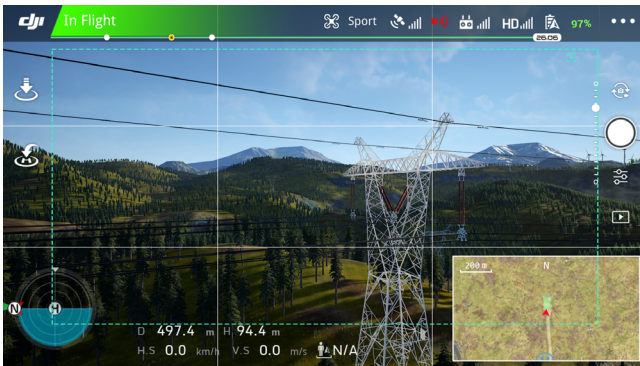 dji In Flight Sport HD 97%
26:06
200 m N
N H
D 497.4 m H 94.4 m
H.S 0.0 km/h V.S 0.0 m/s N/A